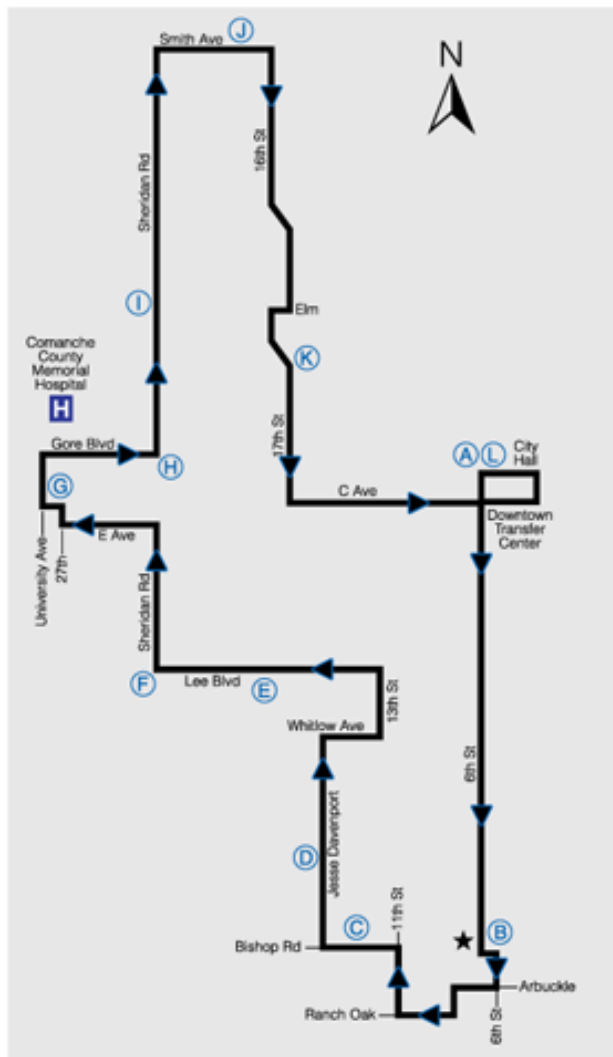 Smith Ave
J
N
16th St
Sheridan Rd
I
Elm
Comanche
County
Memorial
Hospital
H
K
17th St
Gore Blvd
H
A
L
City
Hall
G
C Ave
Downtown
Transfer
Center
E Ave
University Ave
27th
Sheridan Rd
F
Lee Blvd
E
13th St
Whitlow Ave
6th St
Jesse Davenport
D
C
11th St
B
Bishop Rd
Arbuckle
Ranch Oak
6th St